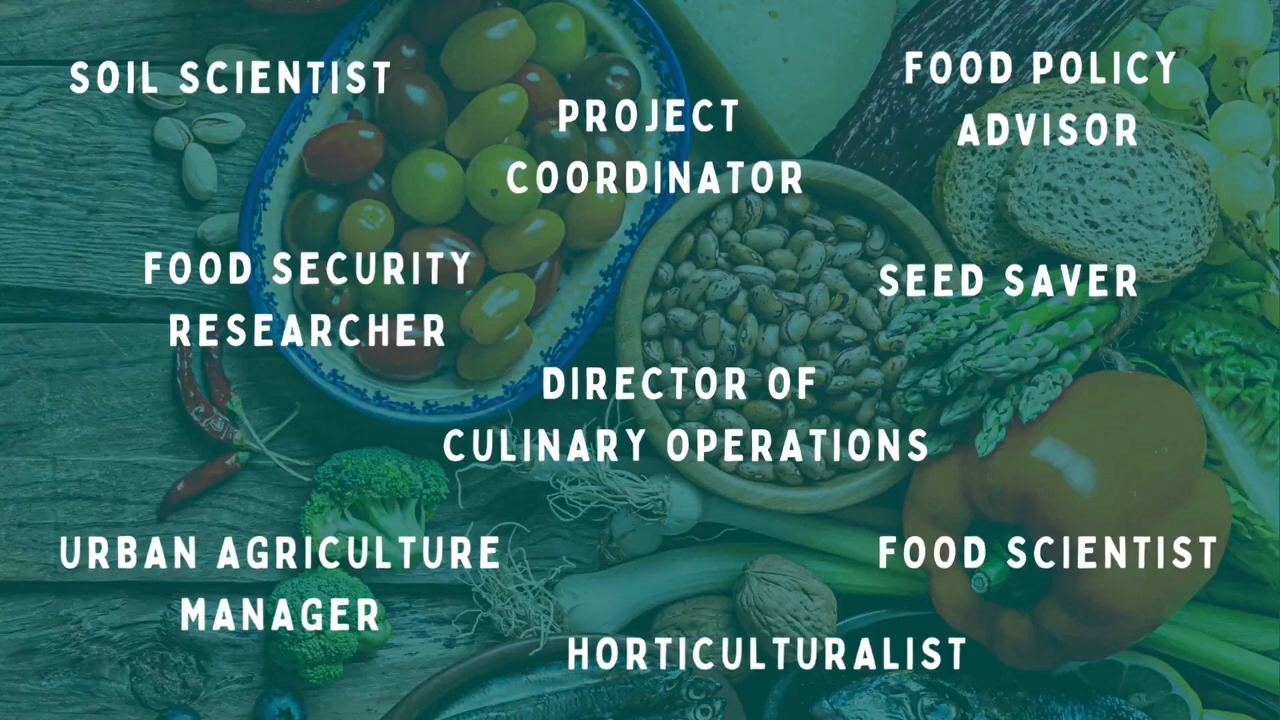 SOIL SCIENTIST
PROJECT
COORDINATOR
FOOD POLICY
ADVISOR
FOOD SECURITY
RESEARCHER
SEED SAVER
DIRECTOR OF
CULINARY OPERATIONS
URBAN AGRICULTURE
MANAGER
FOOD SCIENTIST
HORTICULTURALIST